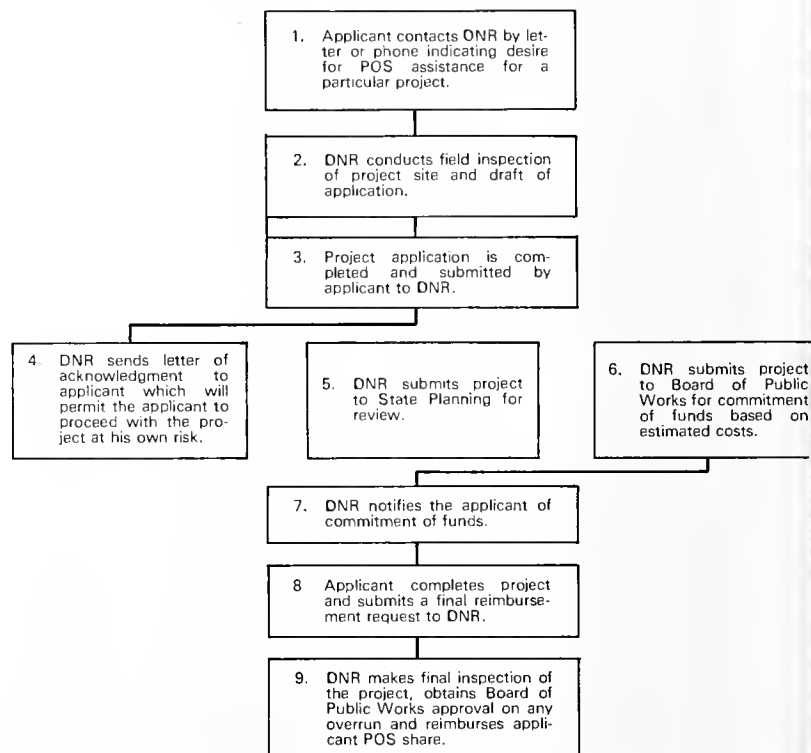 1. Applicant contacts DNR by let-
ter or phone indicating desire
for POS assistance for a
particular project.
2. DNR conducts field inspection
of project site and draft of
application.
3. Project application is com-
pleted and submitted by
applicant to DNR.
4. DNR sends letter of
acknowledgment to
applicant which will
permit the applicant to
proceed with the pro-
ject at his own risk.
5. DNR submits project
to State Planning for
review.
6. DNR submits project
to Board of Public
Works for commitment
of funds based on
estimated costs.
7. DNR notifies the applicant of
commitment of funds.
8 Applicant completes project
and submits a final reimburse-
ment request to DNR.
9. DNR makes final inspection of
the project, obtains Board of
Public Works approval on any
overrun and reimburses appli-
cant POS share.